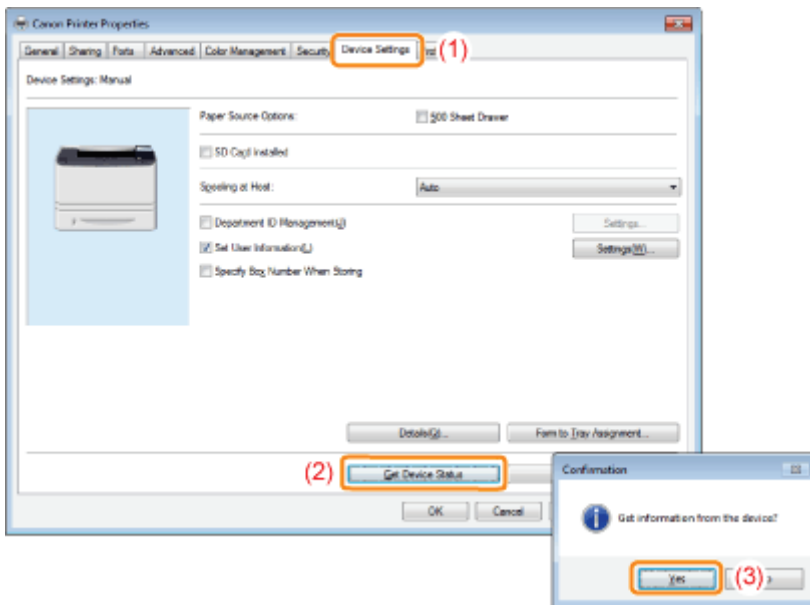 Canon Printer Properties
General Sharing Ports Advanced Color Management Security Device Settings (1)
Device Settings: Manual
Paper Source Options: 500 Sheet Drawer
SD Card Installed
Spooling at Host: Auto
Department ID Management(J) Settings...
Set User Information(L) Settings(W)...
Specify Box Number When Storing
Details(Q)... Form to Tray Assignment...
(2) Get Device Status
OK Cancel
Confirmation
Get information from the device?
Yes (3)